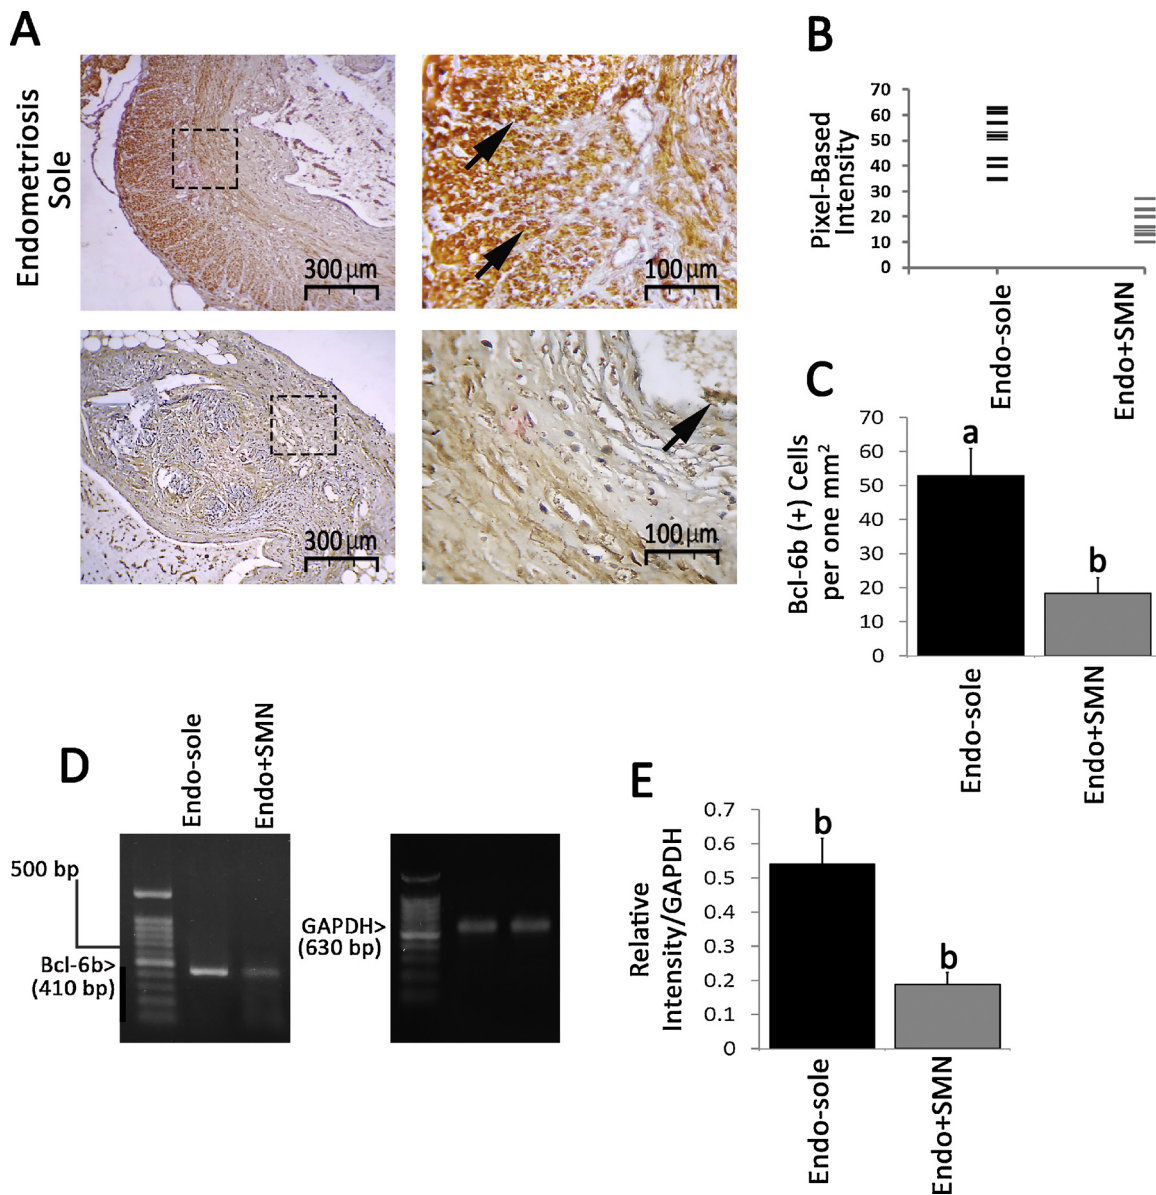 A
Endometriosis
Sole
300 µm
100 µm
300 µm
100 µm
B
Pixel-Based
Intensity
70
60
50
40
30
20
10
0
Endo-sole
Endo+SMN
C
Bcl-6b (+) Cells
per one mm²
70
60
50
40
30
20
10
0
a
b
Endo-sole
Endo+SMN
D
Endo-sole
Endo+SMN
500 bp
Bcl-6b>
(410 bp)
GAPDH>
(630 bp)
E
Relative
Intensity/GAPDH
0.7
0.6
0.5
0.4
0.3
0.2
0.1
0
b
b
Endo-sole
Endo+SMN